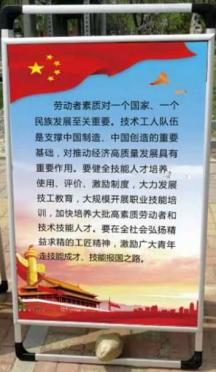 劳动者素质对一个国家、一个
民族发展至关重要。技术工人队伍
是支撑中国制造、中国创造的重要
基础，对推动经济高质量发展具有
重要作用。要健全技能人才培养、
使用、评价、激励制度，大力发展
技工教育，大规模开展职业技能培
训，加快培养大批高素质劳动者和
技术技能人才。要在全社会弘扬精
益求精的工匠精神，激励广大青年
走技能成才、技能报国之路。